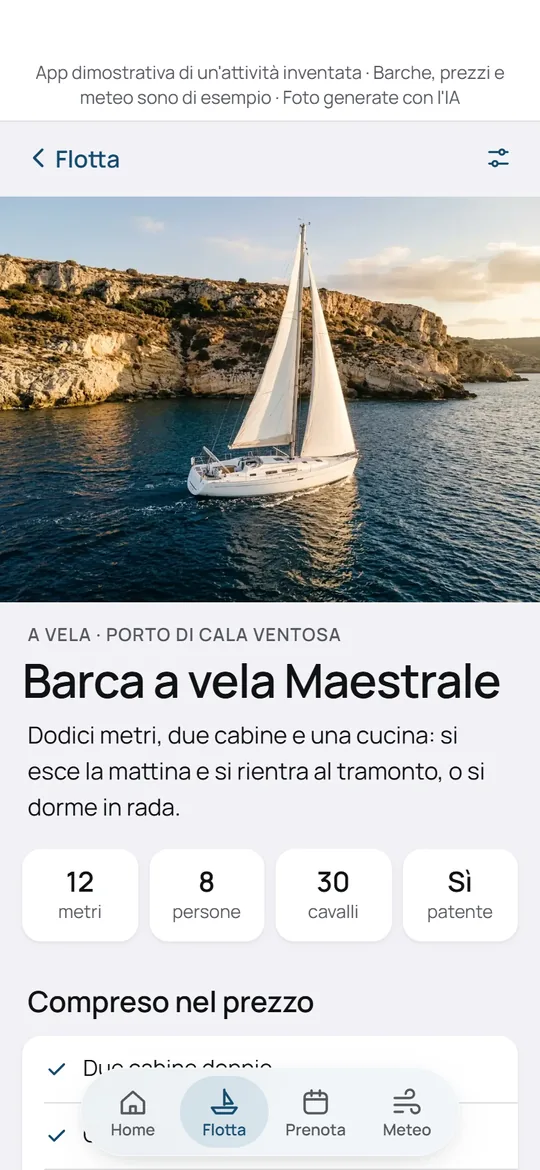 App dimostrativa di un'attività inventata · Barche, prezzi e
meteo sono di esempio · Foto generate con l'IA
Flotta
A VELA · PORTO DI CALA VENTOSA
Barca a vela Maestrale
Dodici metri, due cabine e una cucina: si
esce la mattina e si rientra al tramonto, o si
dorme in rada.
12
metri
8
persone
30
cavalli
Sì
patente
Compreso nel prezzo
Due cabine doppie
Home
Flotta
Prenota
Meteo